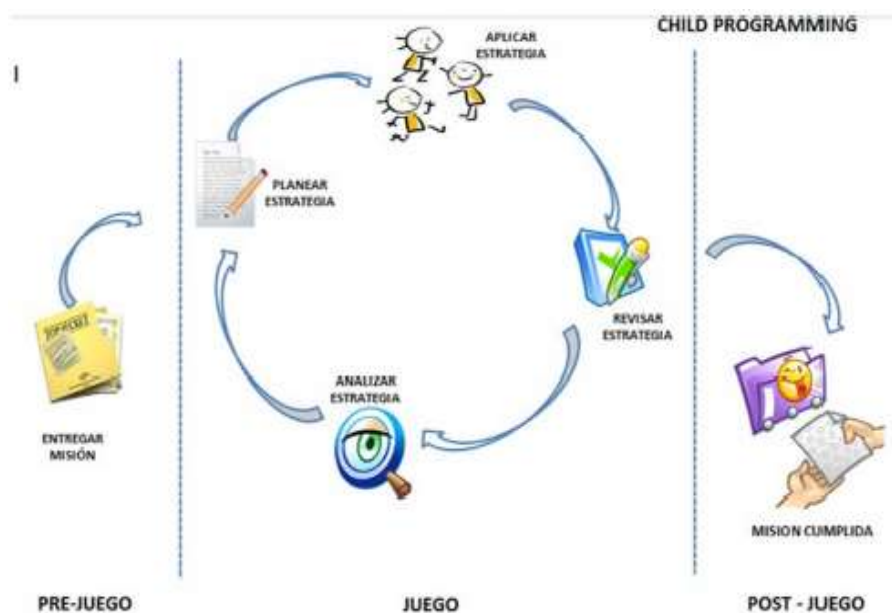 CHILD PROGRAMMING
I
APLICAR
ESTRATEGIA
PLANEAR
ESTRATEGIA
REVISAR
ESTRATEGIA
ANALIZAR
ESTRATEGIA
ENTREGAR
MISIÓN
MISION CUMPLIDA
PRE-JUEGO
JUEGO
POST - JUEGO